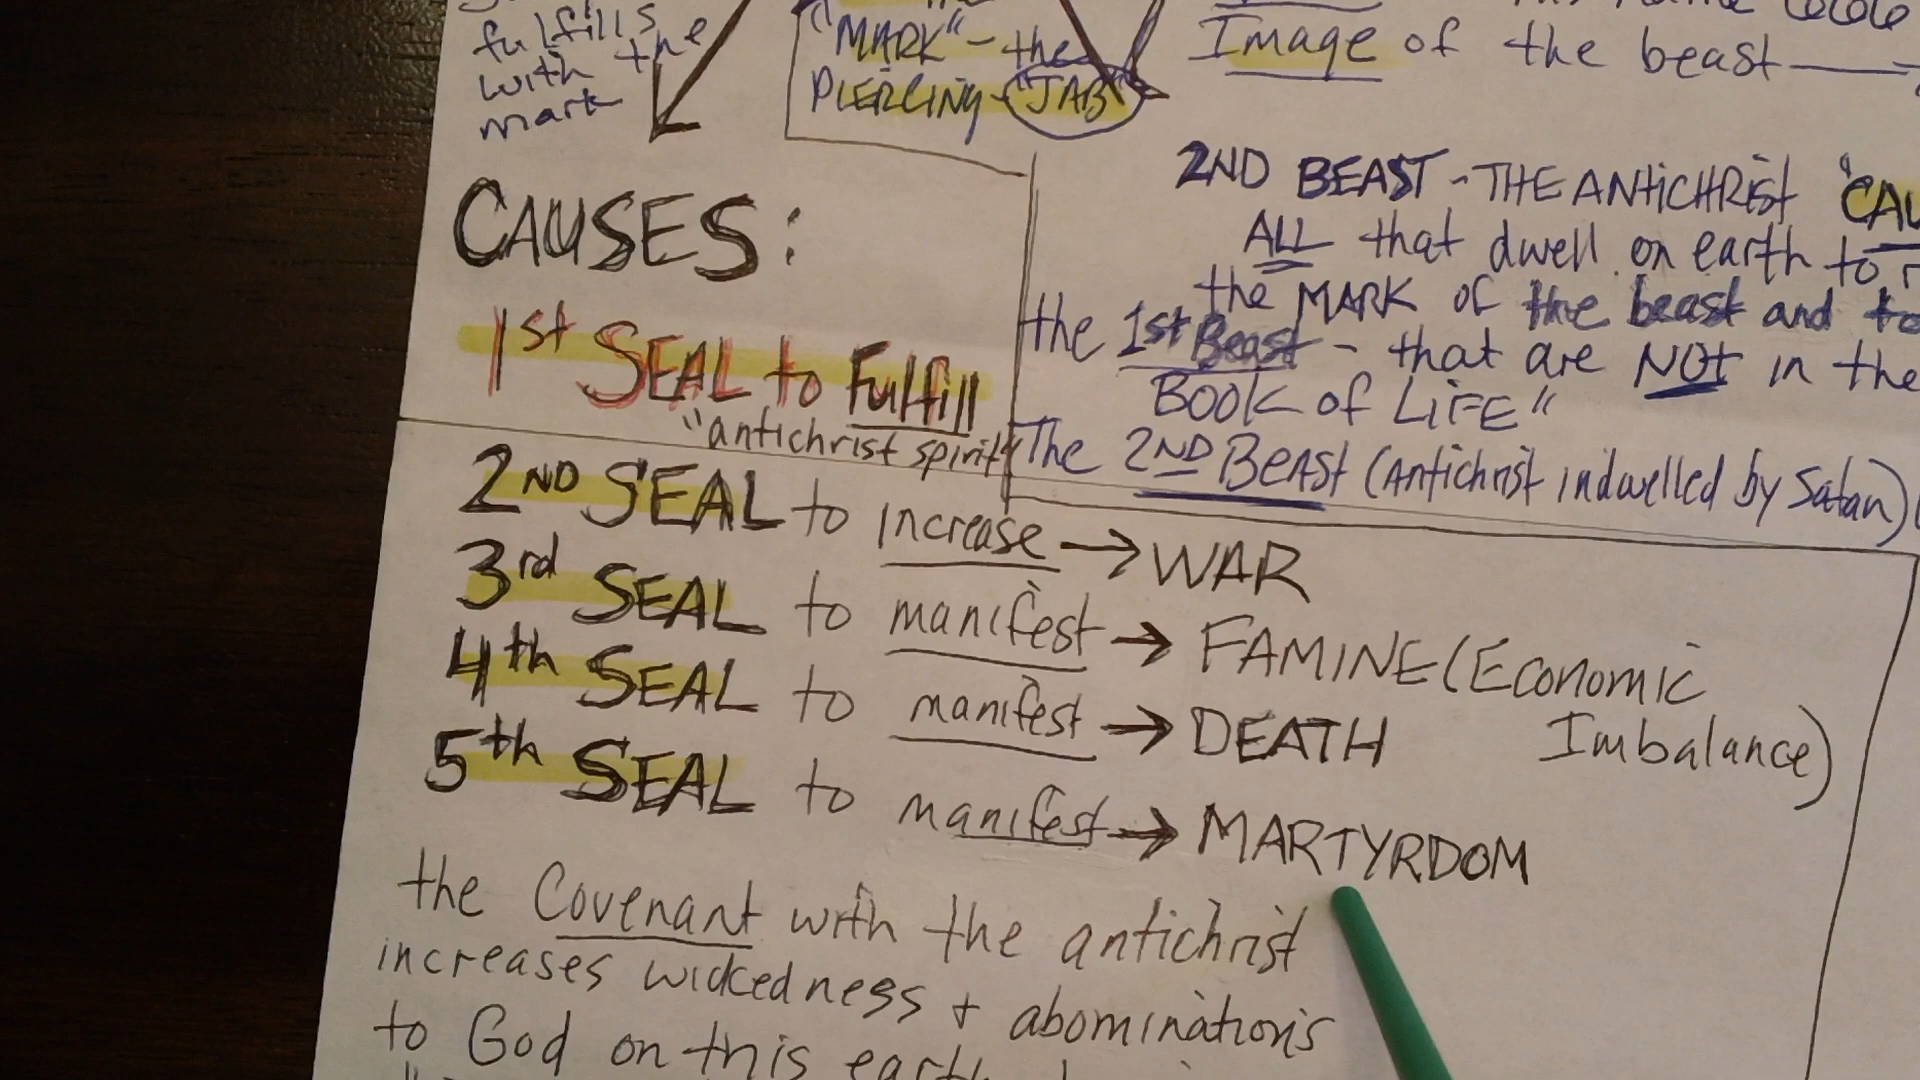 fulfills
with the
mark
"MARK" - the
PIERCING - "JAB"
Image of the beast
CAUSES:
1st SEAL to Fulfill
"antichrist spirit"
2ND BEAST - THE ANTICHRIST
ALL that dwell on earth to
the MARK of the beast and to
the 1st Beast - that are NOT in the
BOOK of LIFE"
The 2ND BEAST (Antichrist indwelled by Satan)
2ND SEAL to increase → WAR
3rd SEAL to manifest → FAMINE (Economic
Imbalance)
4th SEAL to manifest → DEATH
5th SEAL to manifest → MARTYRDOM
the Covenant with the antichrist
increases wickedness + abominations
to God on this earth